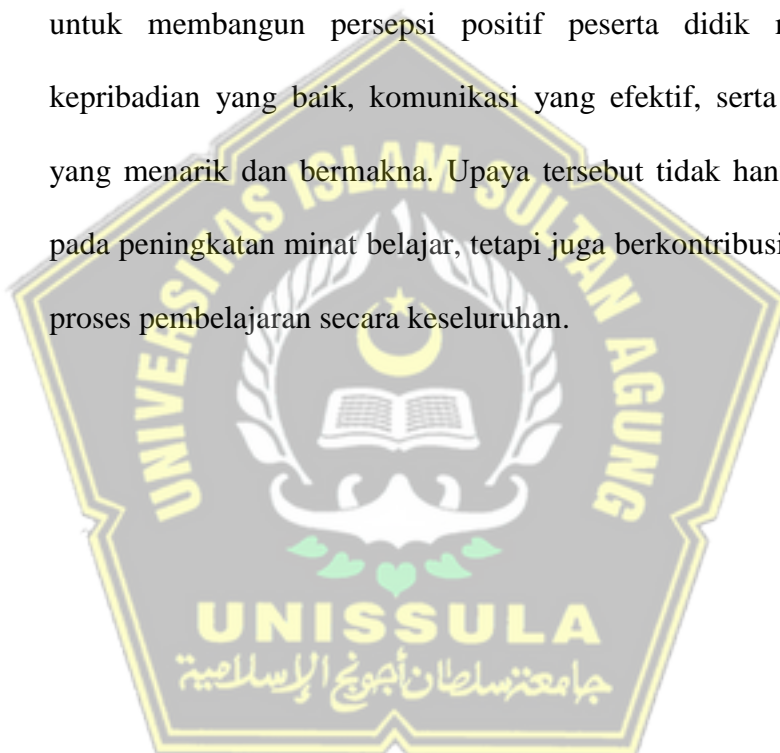 untuk membangun persepsi positif peserta didik
kepribadian yang baik, komunikasi yang efektif, serta
yang menarik dan bermakna. Upaya tersebut tidak
pada peningkatan minat belajar, tetapi juga berkontribusi
proses pembelajaran secara keseluruhan.
UNIVERSITAS ISLAM SULTAN AGUNG
UNISSULA
جامعة سلطان أجونج الإسلامية